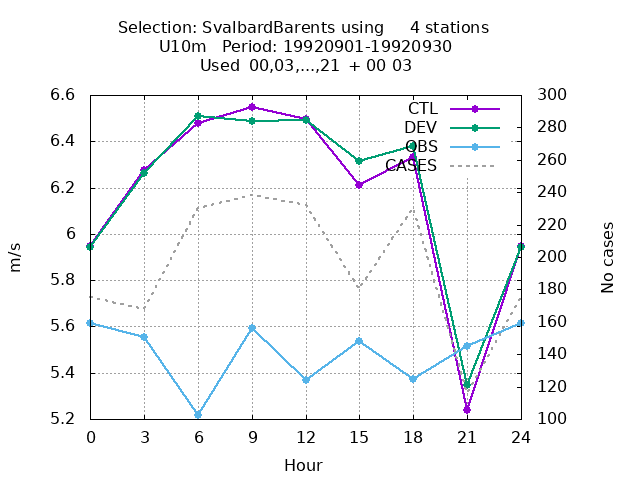 Selection: SvalbardBarents using     4 stations
U10m   Period: 19920901-19920930
Used  00,03,...,21 + 00 03
6.6
6.4
6.2
6
5.8
5.6
5.4
5.2
m/s
300
280
260
240
220
200
180
160
140
120
100
No cases
CTL
DEV
OBS
CASES
0 3 6 9 12 15 18 21 24
Hour